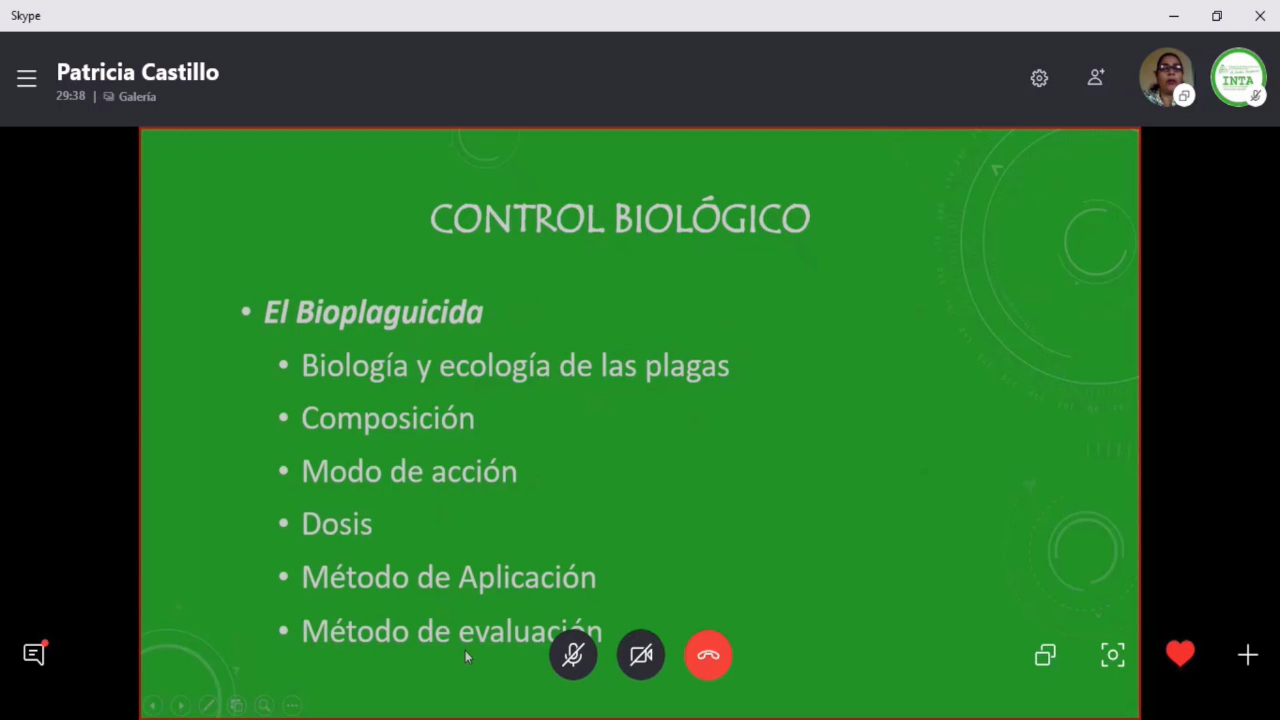 Skype
Patricia Castillo
29:38 | Galería
INTA
CONTROL BIOLÓGICO
• El Bioplaguicida
• Biología y ecología de las plagas
• Composición
• Modo de acción
• Dosis
• Método de Aplicación
• Método de evaluación